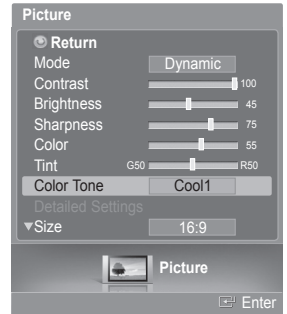 Picture
Return
Mode Dynamic
Contrast 100
Brightness 45
Sharpness 75
Color 55
Tint G50 R50
Color Tone Cool1
Detailed Settings
▼Size 16:9
Picture
Enter